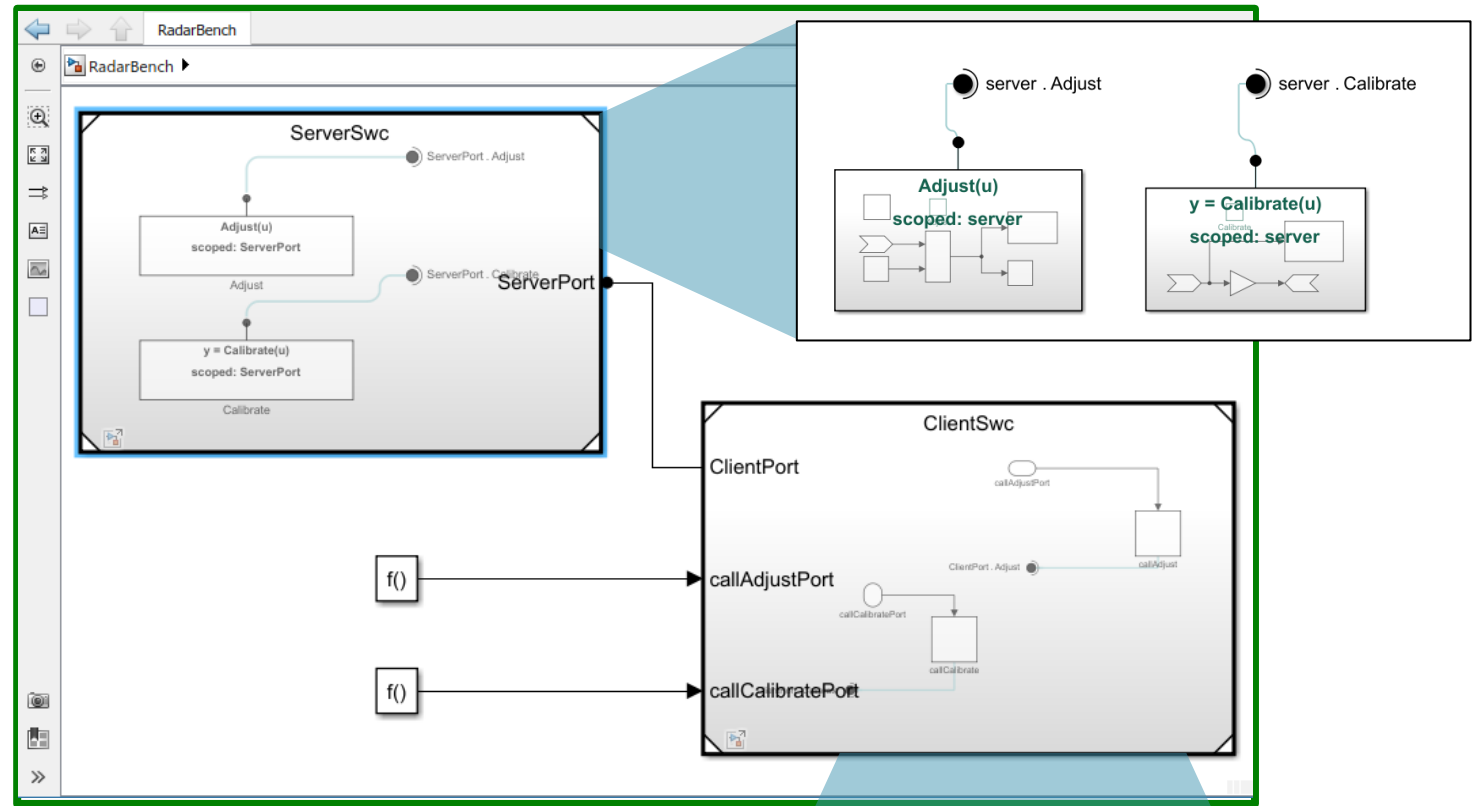 RadarBench
RadarBench
ServerSwc
ServerPort . Adjust
Adjust(u)
scoped: ServerPort
Adjust
ServerPort . Calibrate
ServerPort
y = Calibrate(u)
scoped: ServerPort
Calibrate
server . Adjust
server . Calibrate
Adjust(u)
scoped: server
y = Calibrate(u)
Calibrate
scoped: server
ClientSwc
ClientPort
callAdjustPort
callAdjust
ClientPort . Adjust
f()
callAdjustPort
callCalibratePort
callCalibrate
f()
callCalibratePort